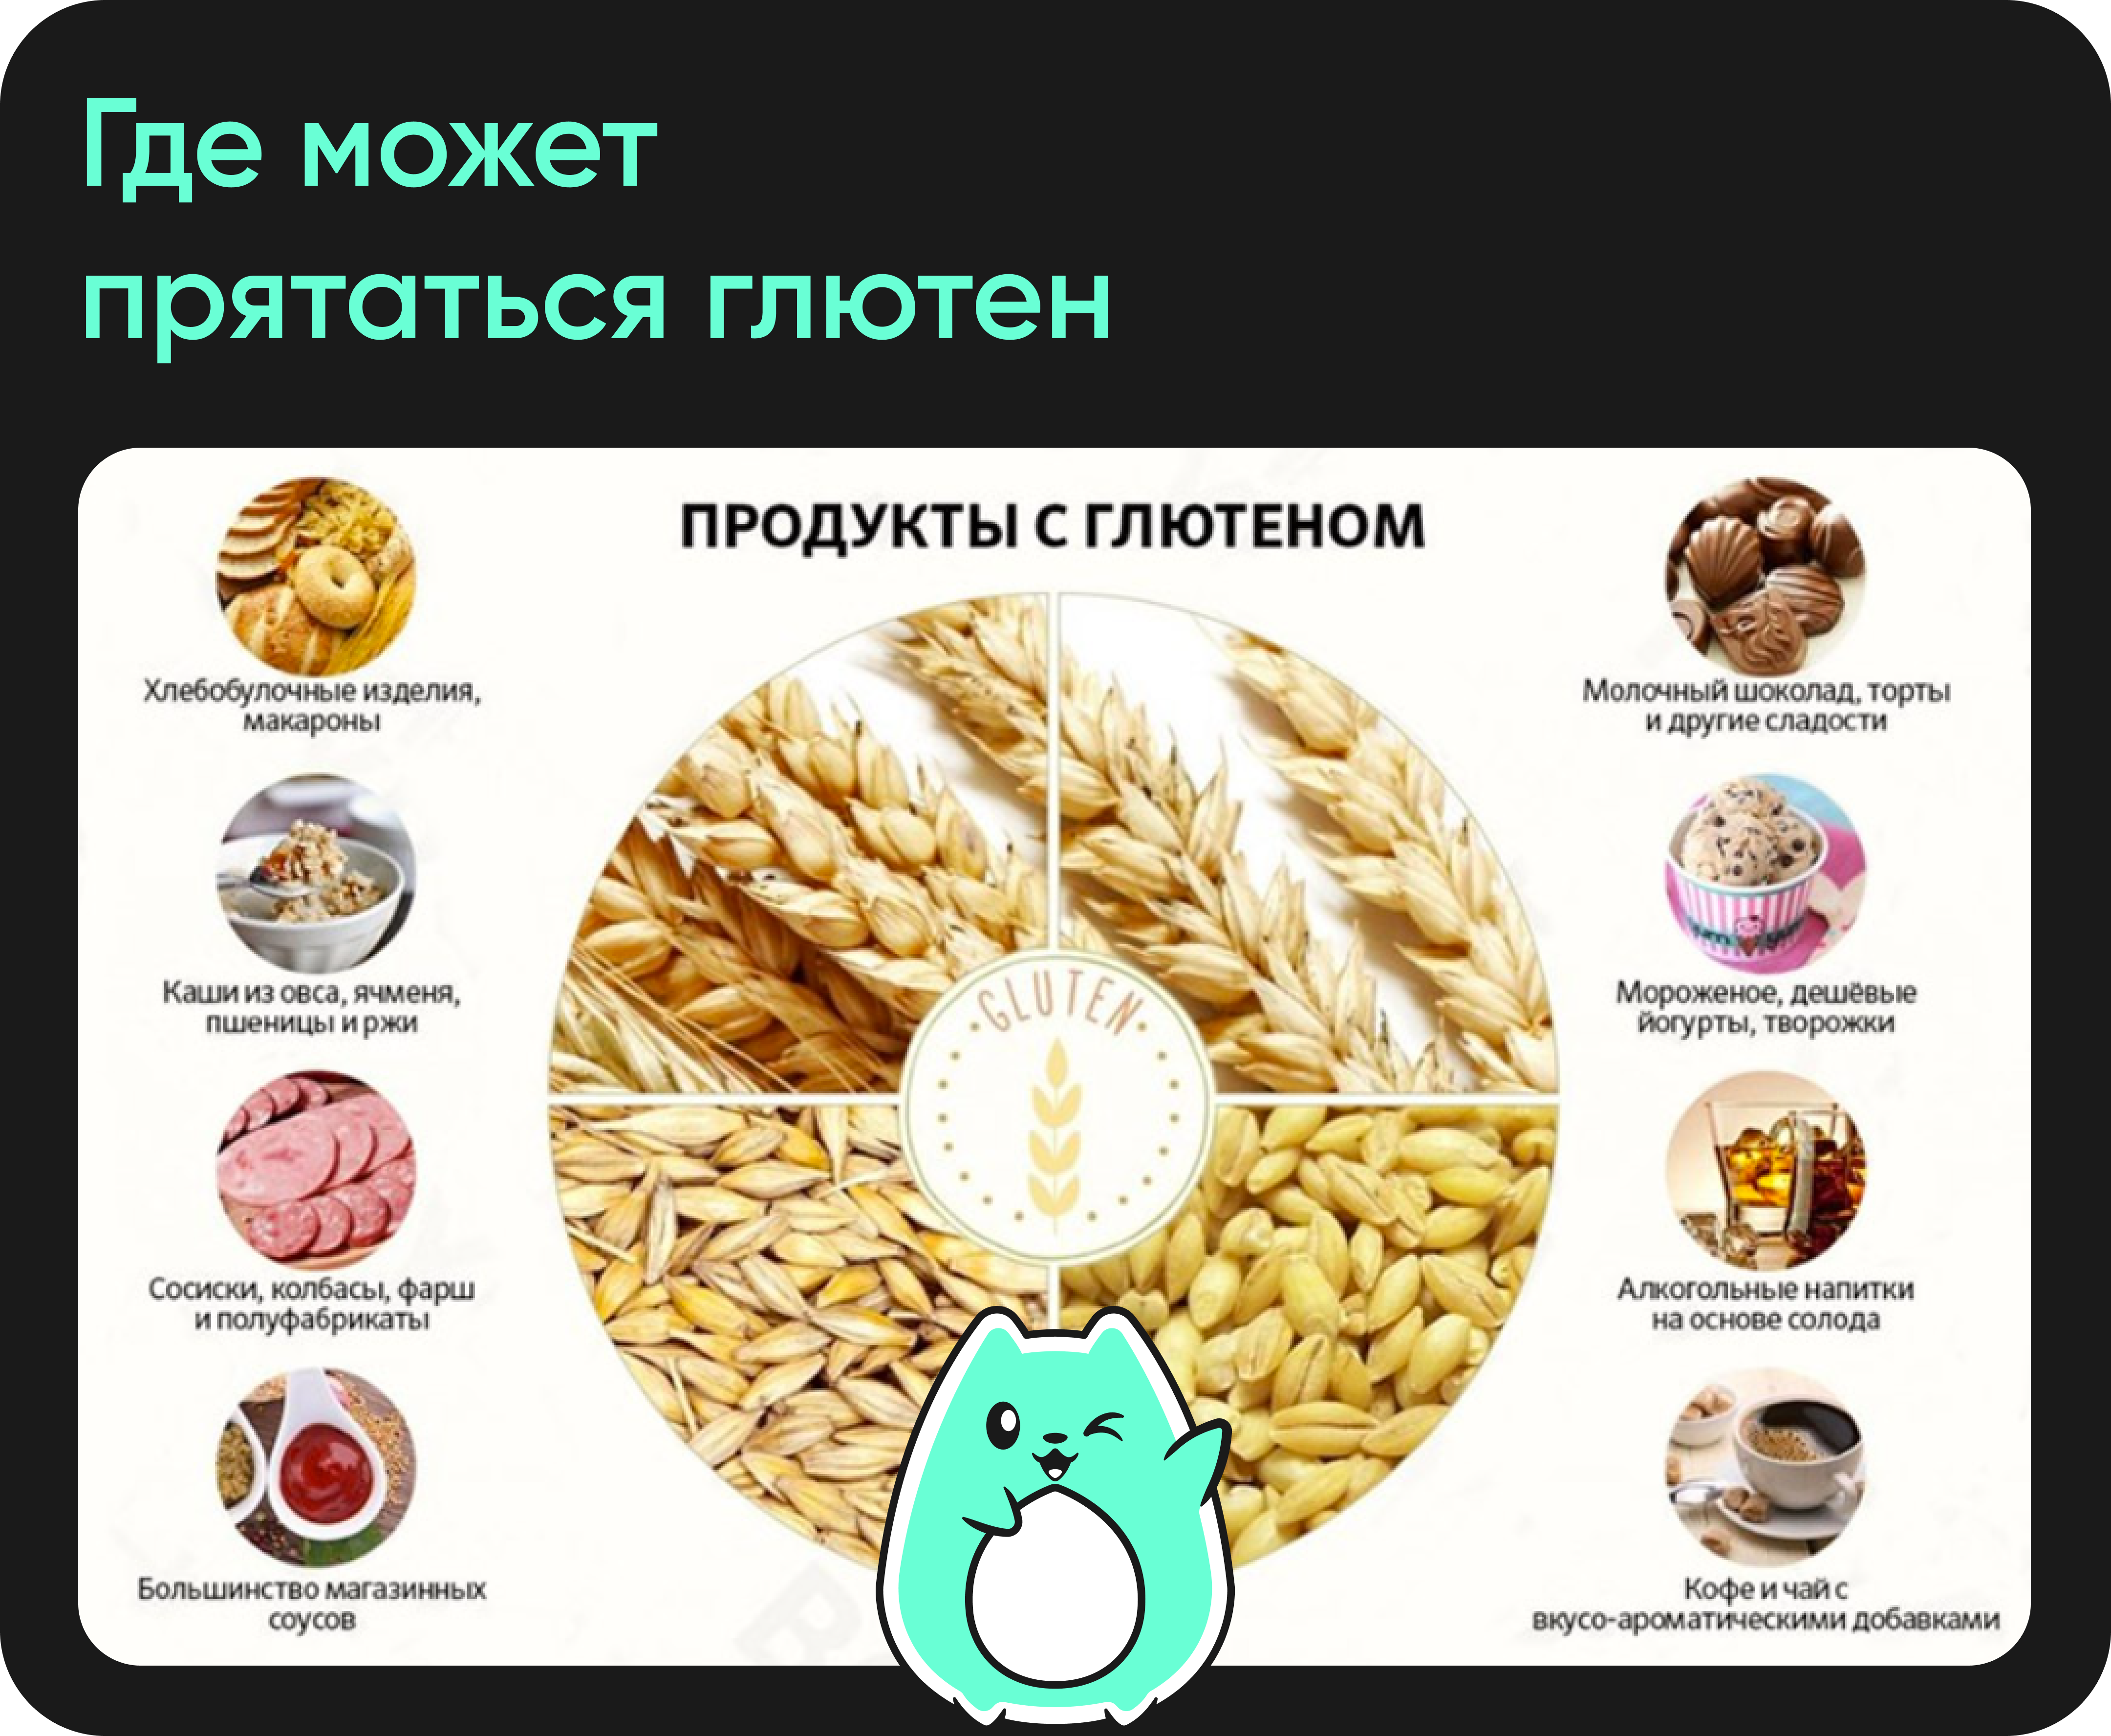 Где может
прятаться глютен
ПРОДУКТЫ С ГЛЮТЕНОМ
Хлебобулочные изделия,
макароны
Каши из овса, ячменя,
пшеницы и ржи
Сосиски, колбасы, фарш
и полуфабрикаты
Большинство магазинных
соусов
GLUTEN
Молочный шоколад, торты
и другие сладости
Мороженое, дешёвые
йогурты, творожки
Алкогольные напитки
на основе солода
Кофе и чай с
вкусо-ароматическими добавками